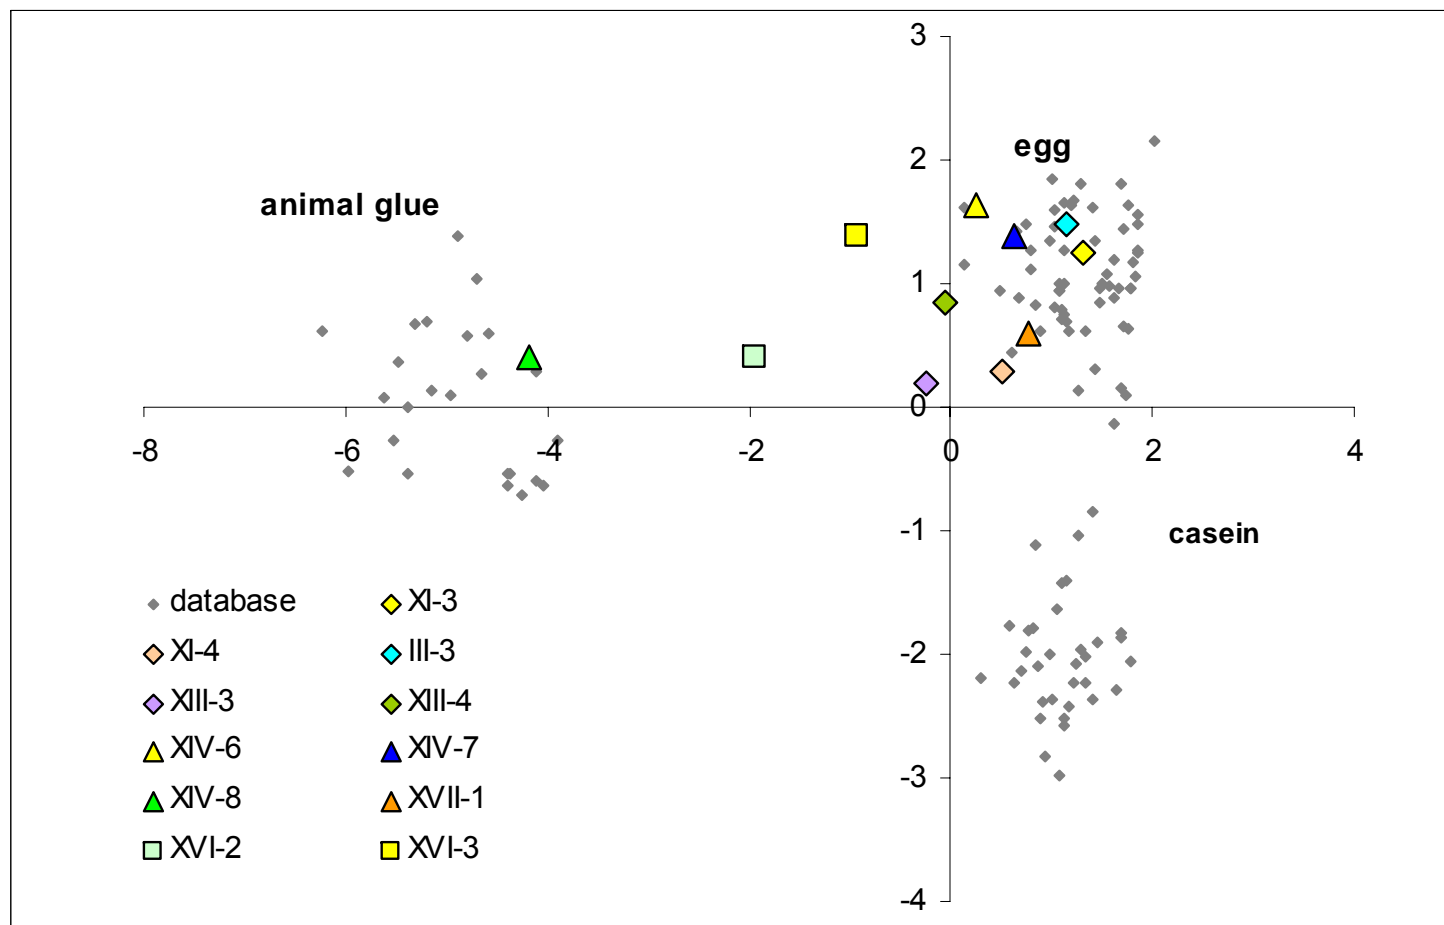 3
2
egg
animal glue
1
0
-8 -6 -4 -2 0 2 4
-1
casein
database XI-3
-2
XI-4 III-3
XIII-3 XIII-4
XIV-6 XIV-7
-3
XIV-8 XVII-1
XVI-2 XVI-3
-4